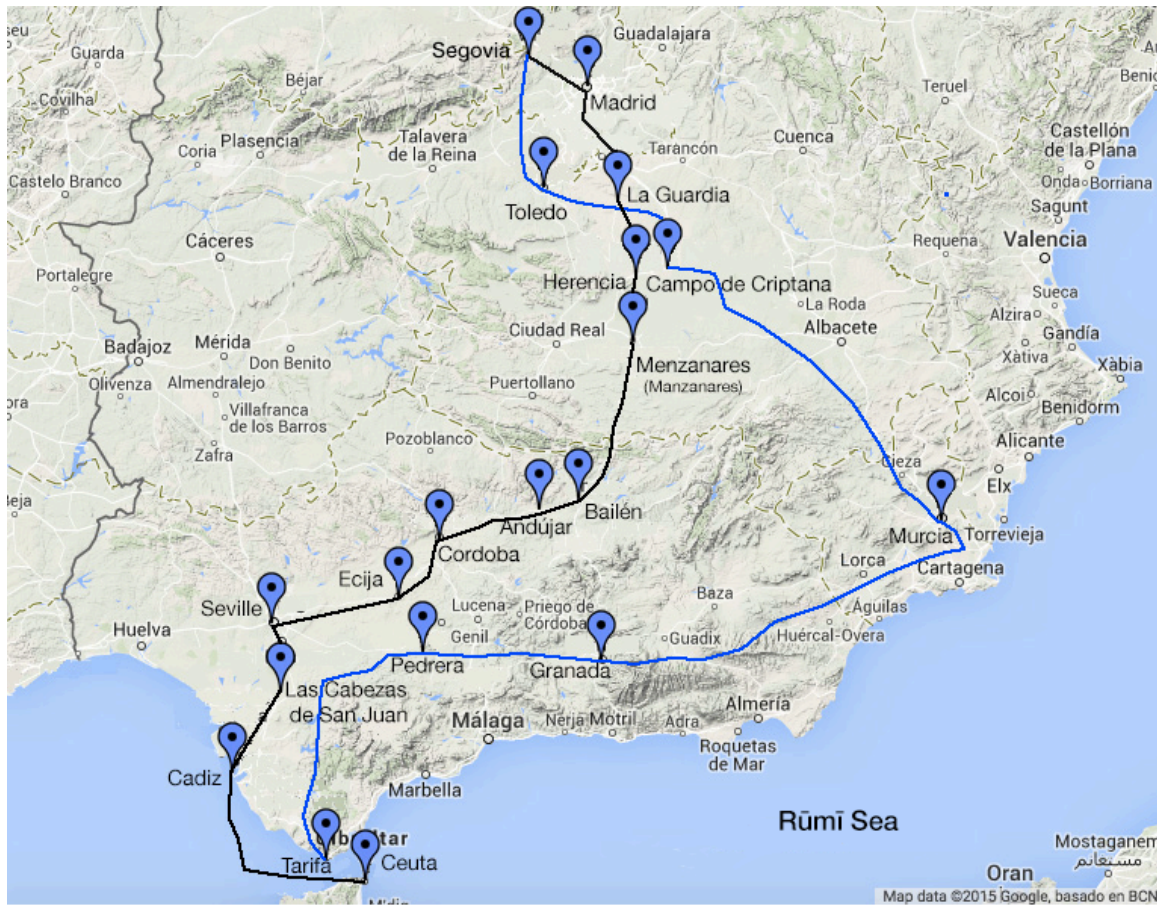 Segovia
Guadalajara
Guarda
Béjar
Madrid
Teruel
Covilha
Coria
Plasencia
Talavera
de la Reina
Tarancón
Cuenca
Castellón
de la Plana
Castelo Branco
Toledo
La Guardia
Onda
Borriana
Sagunt
Cáceres
Requena
Valencia
Portalegre
Herencia
Campo de Criptana
La Roda
Sueca
Ciudad Real
Albacete
Alzira
Gandía
Badajoz
Mérida
Don Benito
Menzanares
(Manzanares)
Xàtiva
Xàbia
Olivenza
Almendralejo
Puertollano
Alcoi
Villafranca
de los Barros
Benidorm
Pozoblanco
Alicante
Zafra
Cieza
Elx
Beja
Andújar
Bailén
Murcia
Torrevieja
Cordoba
Lorca
Cartagena
Ecija
Seville
Lucena
Priego de
Córdoba
Baza
Águilas
Huelva
Genil
Guadix
Huércal-Overa
Pedrera
Granada
Las Cabezas
de San Juan
Málaga
Nerja
Motril
Adra
Almería
Roquetas
de Mar
Cadiz
Marbella
Rūmī Sea
Gibraltar
Tarifa
Ceuta
Mostaganem
مستغانم
Oran
Map data ©2015 Google, basado en BCN